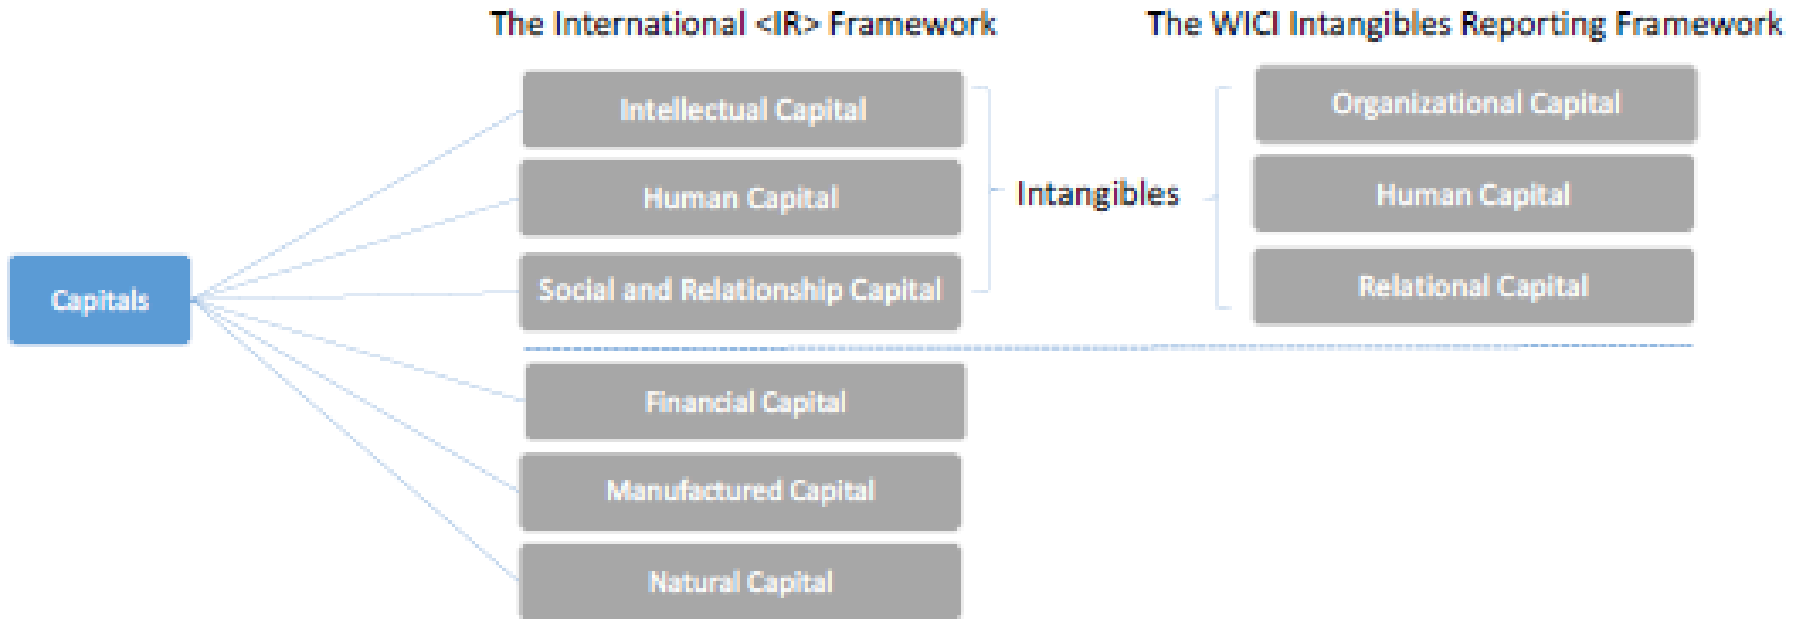 The International <IR> Framework
The WICI Intangibles Reporting Framework
Intellectual Capital
Human Capital
Social and Relationship Capital
Intangibles
Organizational Capital
Human Capital
Relational Capital
Capitals
Financial Capital
Manufactured Capital
Natural Capital